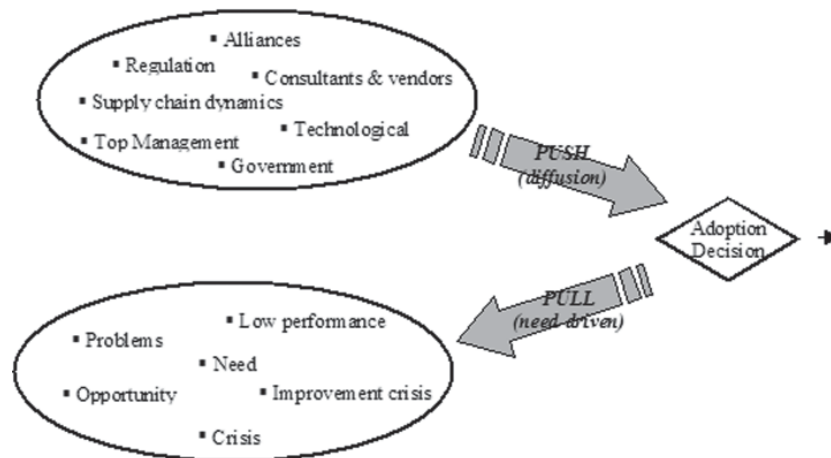 ▪ Alliances
▪ Regulation
▪ Consultants & vendors
▪ Supply chain dynamics
▪ Technological
▪ Top Management
▪ Government
PUSH
(diffusion)
Adoption
Decision
PULL
(need driven)
▪ Low performance
▪ Problems
▪ Need
▪ Opportunity
▪ Improvement crisis
▪ Crisis